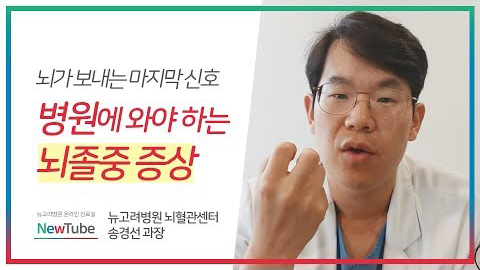 뇌가 보내는 마지막 신호
병원에 와야 하는
뇌졸중 증상
뉴고려병원 온라인 진료실
NewTube
뉴고려병원 뇌혈관센터
송경선 과장